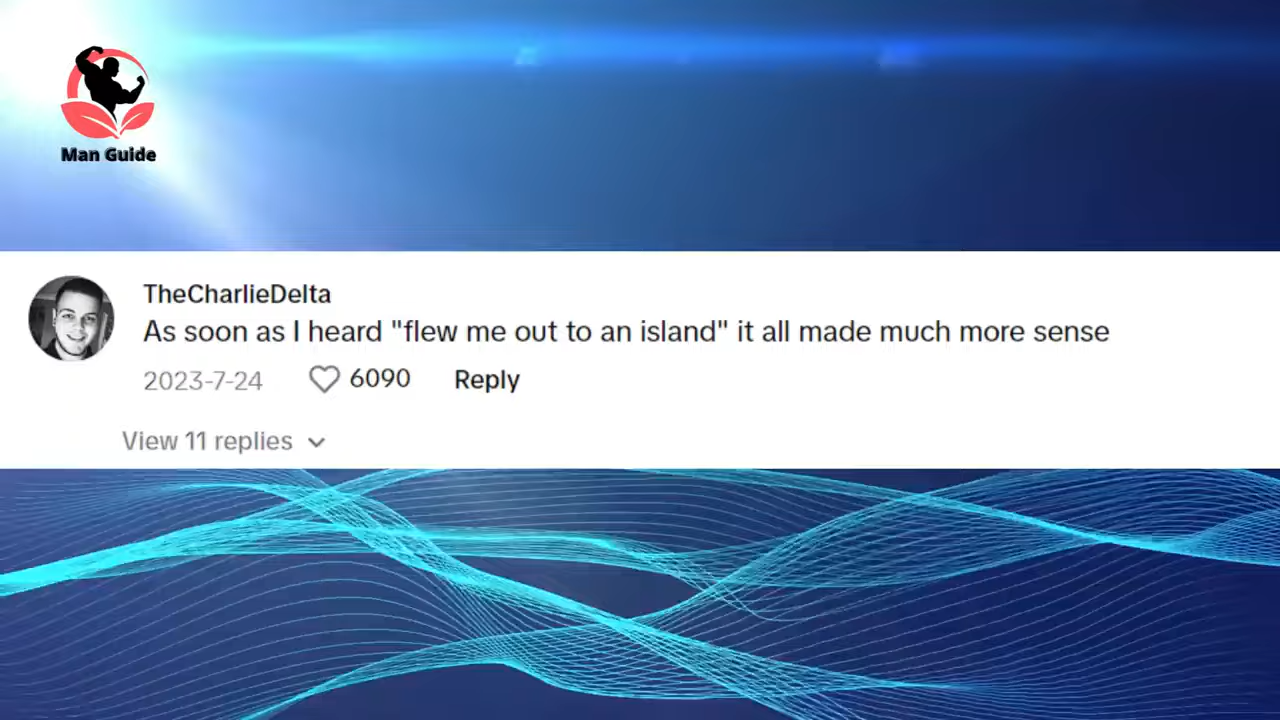 Man Guide
TheCharlieDelta
As soon as I heard "flew me out to an island" it all made much more sense
2023-7-24 6090 Reply
View 11 replies